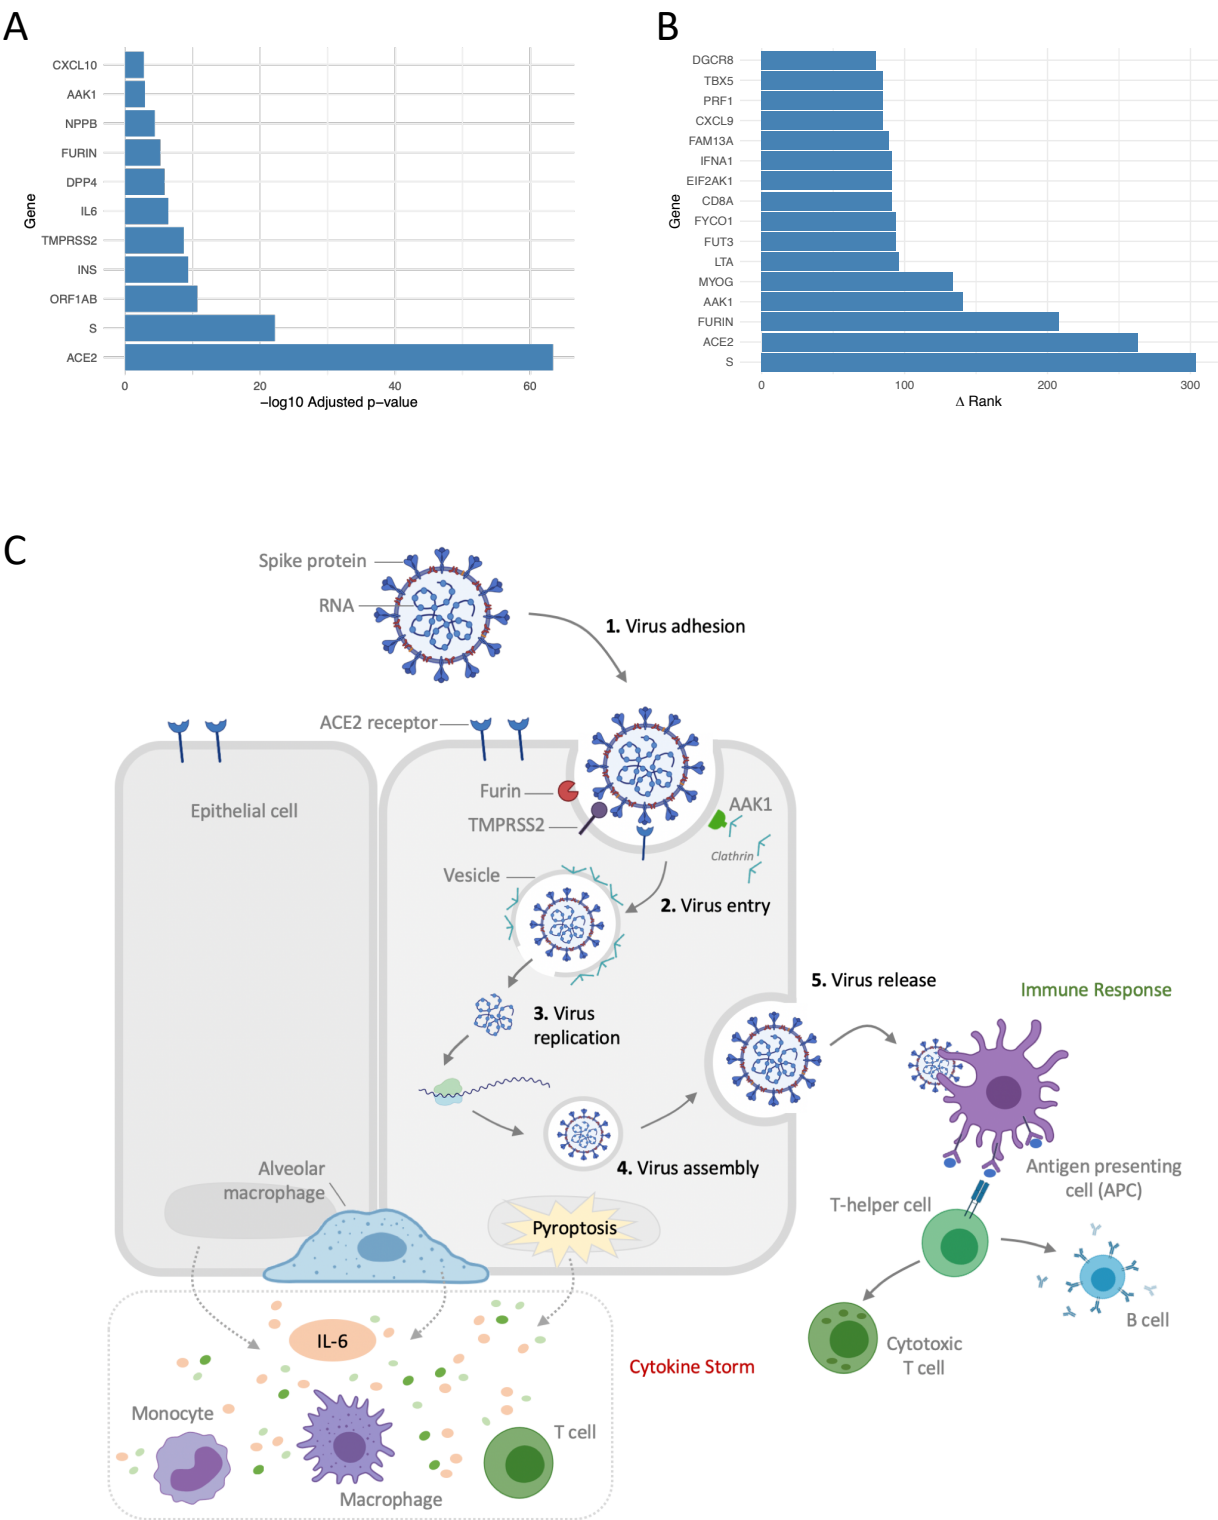 A
CXCL10
AAK1
NPPB
FURIN
DPP4
IL6
TMPRSS2
INS
ORF1AB
S
ACE2
Gene
0 20 40 60
−log10 Adjusted p−value
B
DGCR8
TBX5
PRF1
CXCL9
FAM13A
IFNA1
EIF2AK1
CD8A
FYCO1
FUT3
LTA
MYOG
AAK1
FURIN
ACE2
S
Gene
0 100 200 300
Δ Rank
C
Spike protein
RNA
1. Virus adhesion
ACE2 receptor
Epithelial cell
Furin
TMPRSS2
AAK1
Clathrin
Vesicle
2. Virus entry
3. Virus
replication
4. Virus assembly
5. Virus release
Immune Response
Antigen presenting
cell (APC)
T-helper cell
B cell
Cytotoxic
T cell
Alveolar
macrophage
Pyroptosis
IL-6
Cytokine Storm
Monocyte
Macrophage
T cell